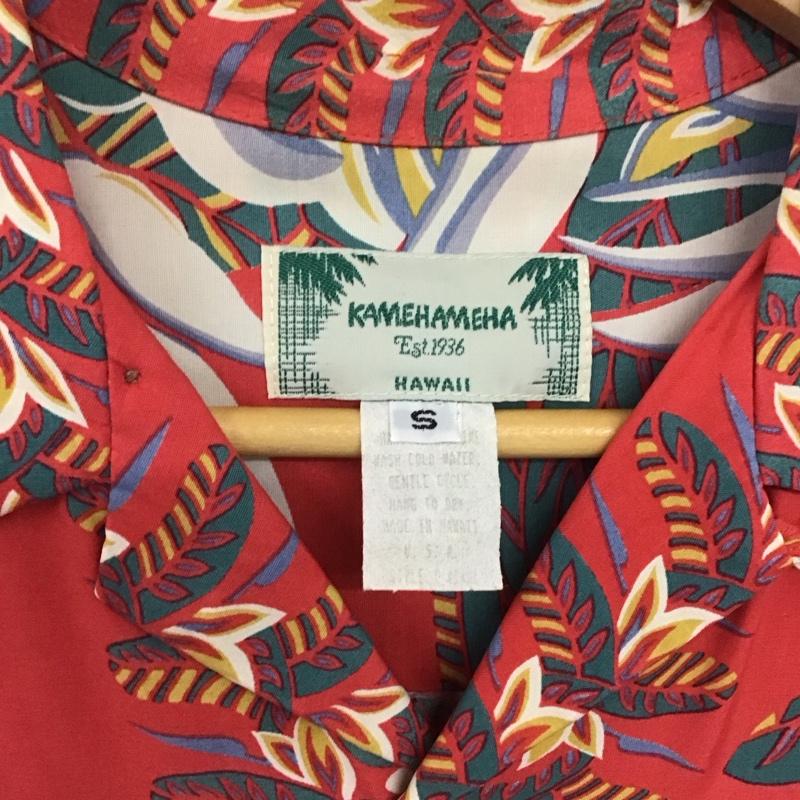 KAMEHAMEHA
Est.1936
HAWAII
S
WASH COLD WATER,
GENTLE CYCLE
HANG TO DRY
MADE IN HAWAII
U. S. A.